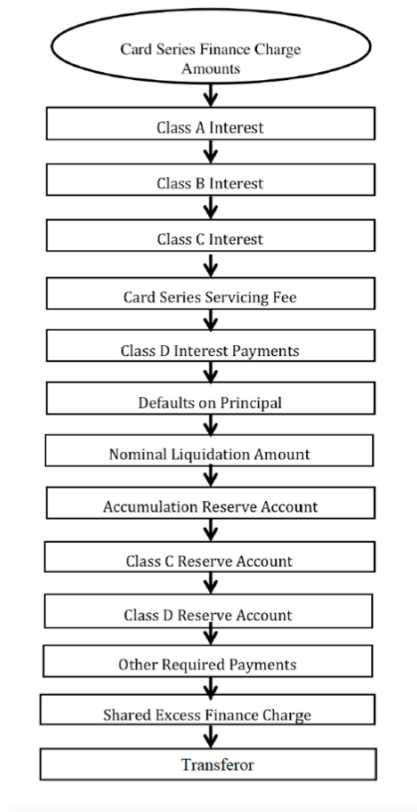 Card Series Finance Charge
Amounts
Class A Interest
Class B Interest
Class C Interest
Card Series Servicing Fee
Class D Interest Payments
Defaults on Principal
Nominal Liquidation Amount
Accumulation Reserve Account
Class C Reserve Account
Class D Reserve Account
Other Required Payments
Shared Excess Finance Charge
Transferor